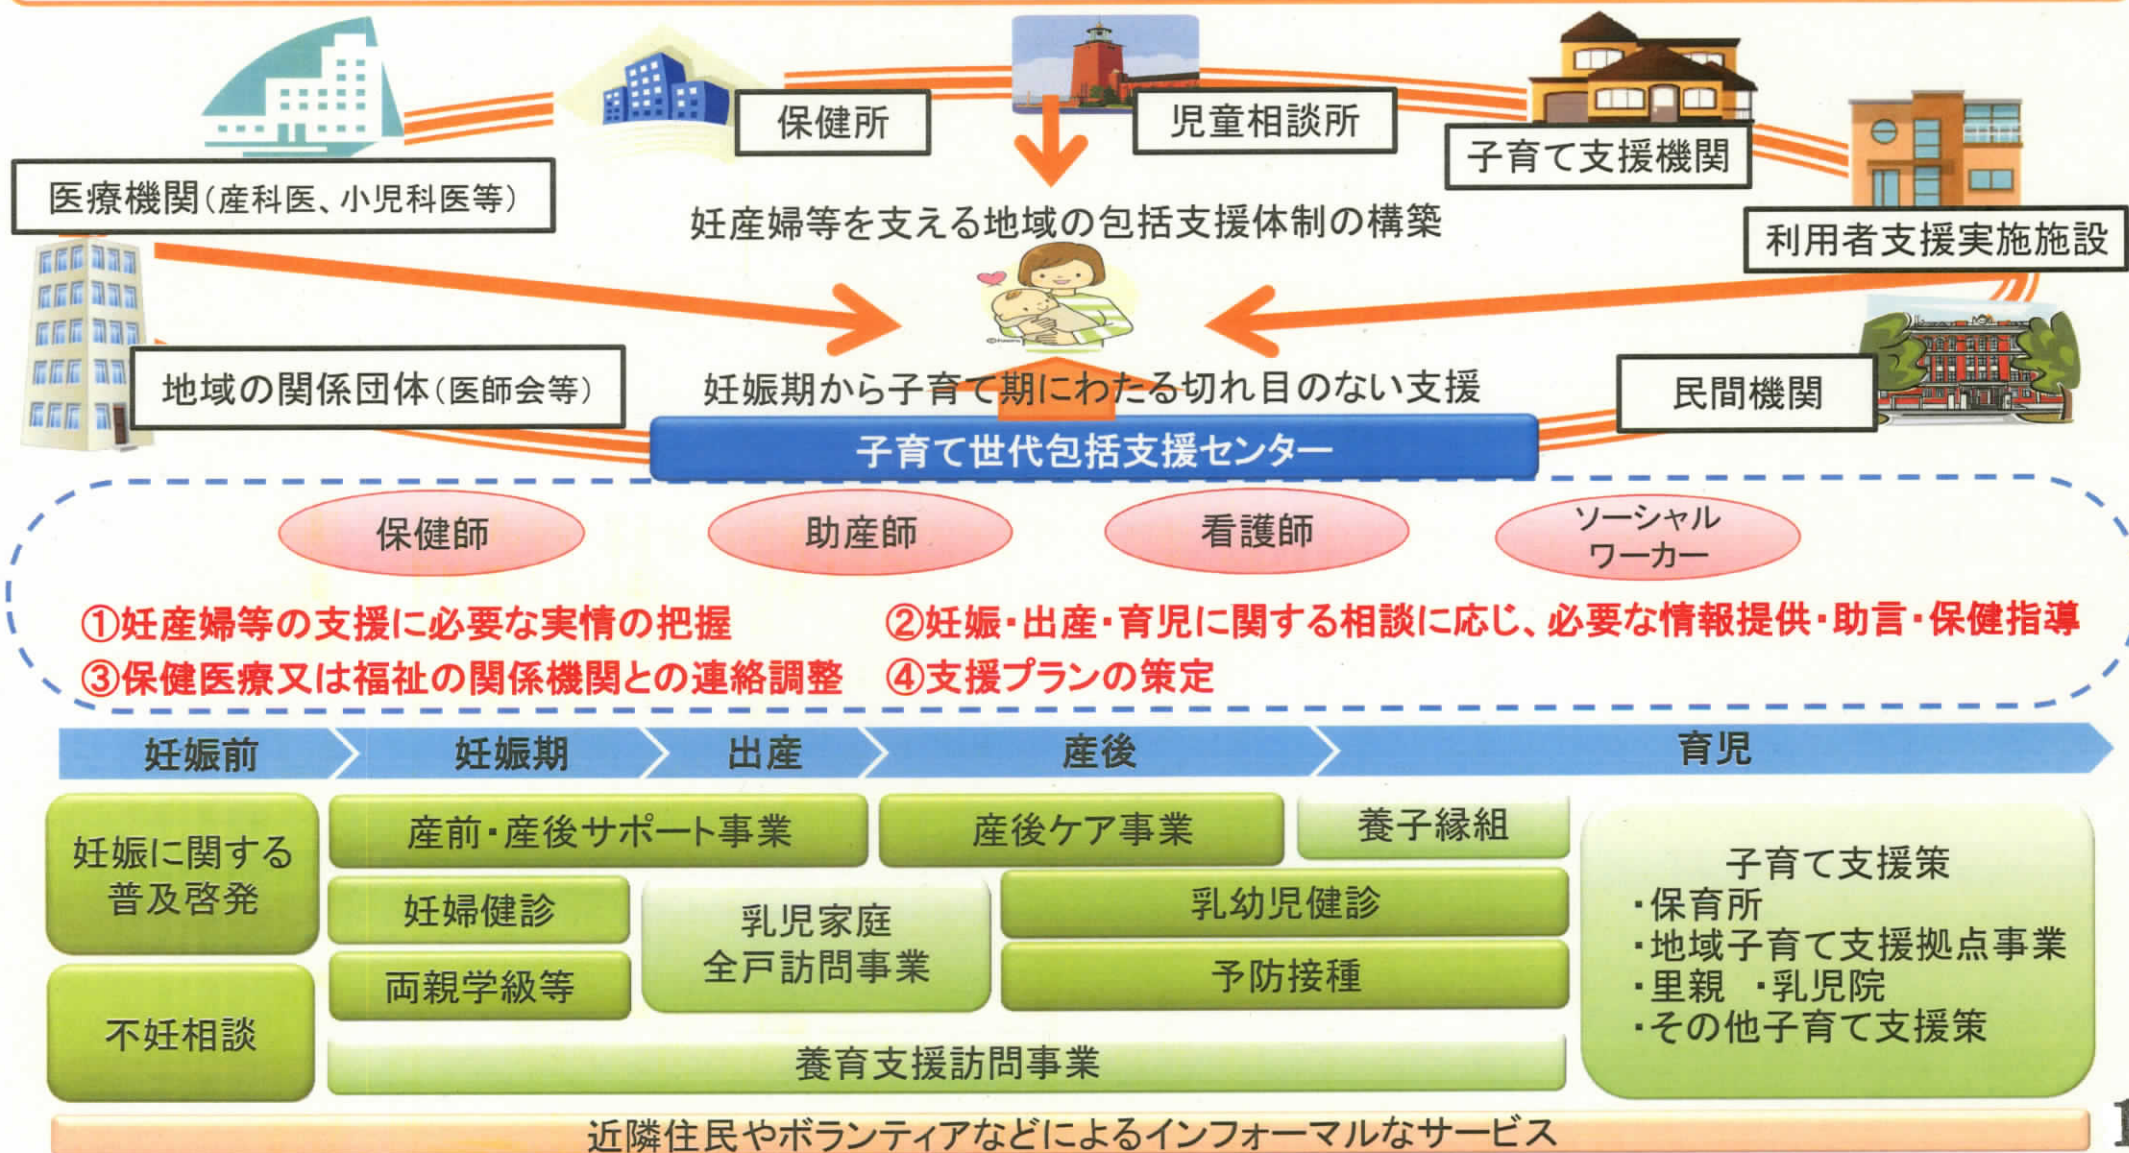 保健所
児童相談所
子育て支援機関
医療機関(産科医、小児科医等)
妊産婦等を支える地域の包括支援体制の構築
利用者支援実施施設
地域の関係団体(医師会等)
妊娠期から子育て期にわたる切れ目のない支援
民間機関
子育て世代包括支援センター
保健師
助産師
看護師
ソーシャル
ワーカー
①妊産婦等の支援に必要な実情の把握
②妊娠・出産・育児に関する相談に応じ、必要な情報提供・助言・保健指導
③保健医療又は福祉の関係機関との連絡調整
④支援プランの策定
妊娠前
妊娠期
出産
産後
育児
妊娠に関する
普及啓発
不妊相談
産前・産後サポート事業
妊婦健診
両親学級等
乳児家庭
全戸訪問事業
産後ケア事業
養子縁組
乳幼児健診
予防接種
養育支援訪問事業
子育て支援策
・保育所
・地域子育て支援拠点事業
・里親 ・乳児院
・その他子育て支援策
近隣住民やボランティアなどによるインフォーマルなサービス
1